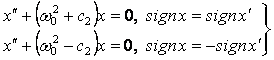 x″ + (ω₀² + c₂)x = 0, signx = signx′
x″ + (ω₀² − c₂)x = 0, signx = −signx′ }